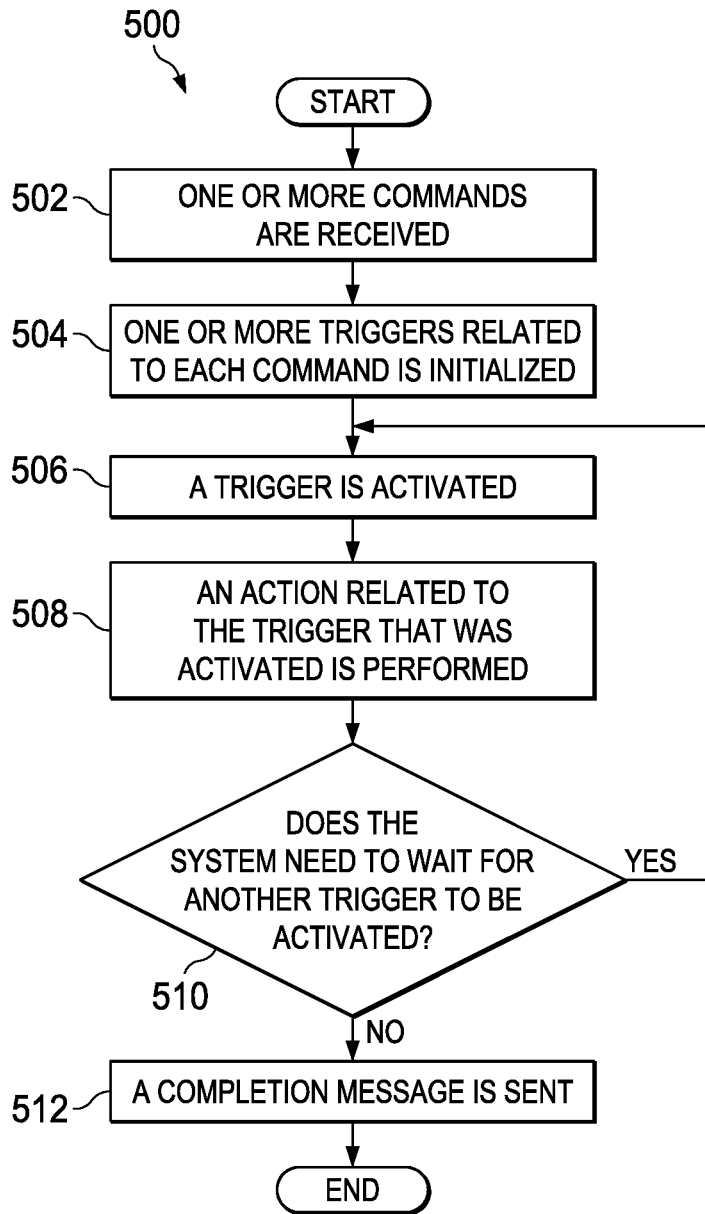 500
START
502
ONE OR MORE COMMANDS
ARE RECEIVED
504
ONE OR MORE TRIGGERS RELATED
TO EACH COMMAND IS INITIALIZED
506
A TRIGGER IS ACTIVATED
508
AN ACTION RELATED TO
THE TRIGGER THAT WAS
ACTIVATED IS PERFORMED
DOES THE
SYSTEM NEED TO WAIT FOR
ANOTHER TRIGGER TO BE
ACTIVATED?
YES
510
NO
512
A COMPLETION MESSAGE IS SENT
END